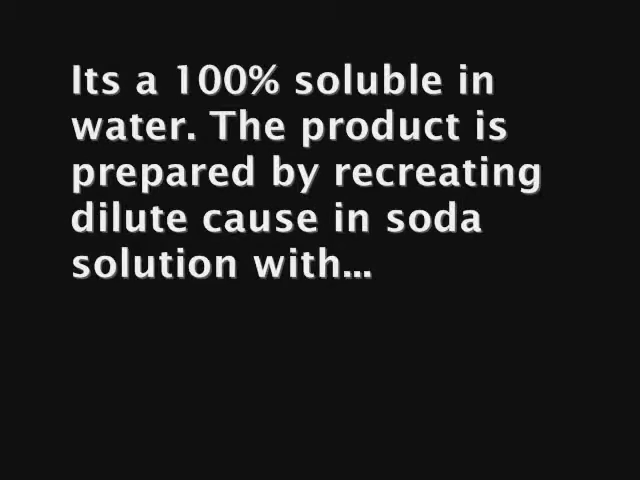 Its a 100% soluble in
water. The product is
prepared by recreating
dilute cause in soda
solution with...